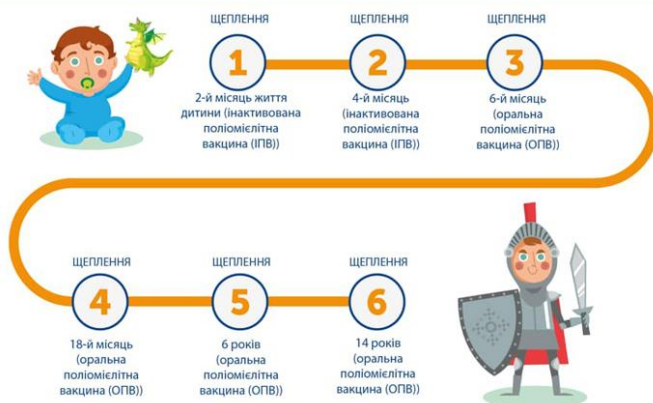 ЩЕПЛЕННЯ
1
2-й місяць життя
дитини (інактивована
поліомієлітна
вакцина (ІПВ))
ЩЕПЛЕННЯ
2
4-й місяць
(інактивована
поліомієлітна
вакцина (ІПВ))
ЩЕПЛЕННЯ
3
6-й місяць
(оральна
поліомієлітна
вакцина (ОПВ))
ЩЕПЛЕННЯ
4
18-й місяць
(оральна
поліомієлітна
вакцина (ОПВ))
ЩЕПЛЕННЯ
5
6 років
(оральна
поліомієлітна
вакцина (ОПВ))
ЩЕПЛЕННЯ
6
14 років
(оральна
поліомієлітна
вакцина (ОПВ))